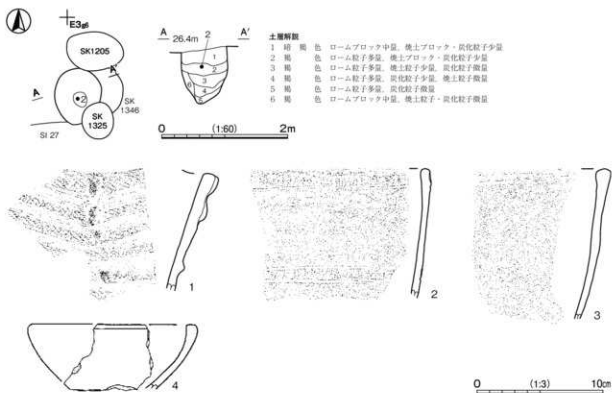 E3g6
SK1205
A
A'
2
SK
1346
SK
1325
SI 27
A
26.4m
A'
2
1
2
3
4
5
6
0 (1:60) 2m
土層解説
1 暗 褐 色 ロームブロック中量，焼土ブロック・炭化粒子少量
2 褐 色 ローム粒子多量，焼土ブロック・炭化粒子少量
3 褐 色 ローム粒子多量，焼土粒子少量，炭化粒子微量
4 褐 色 ローム粒子多量，炭化粒子少量，焼土粒子微量
5 褐 色 ローム粒子多量，炭化粒子微量
6 褐 色 ロームブロック中量，焼土粒子・炭化粒子微量
1
2
3
4
0 (1:3) 10cm